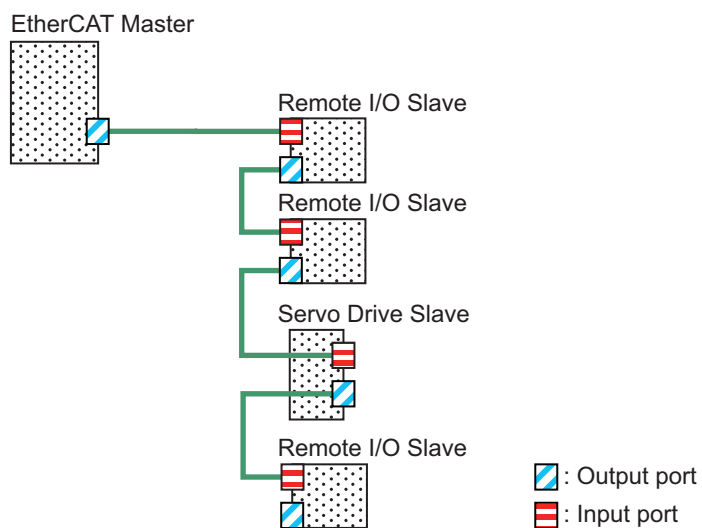 EtherCAT Master
Remote I/O Slave
Remote I/O Slave
Servo Drive Slave
Remote I/O Slave
: Output port
: Input port